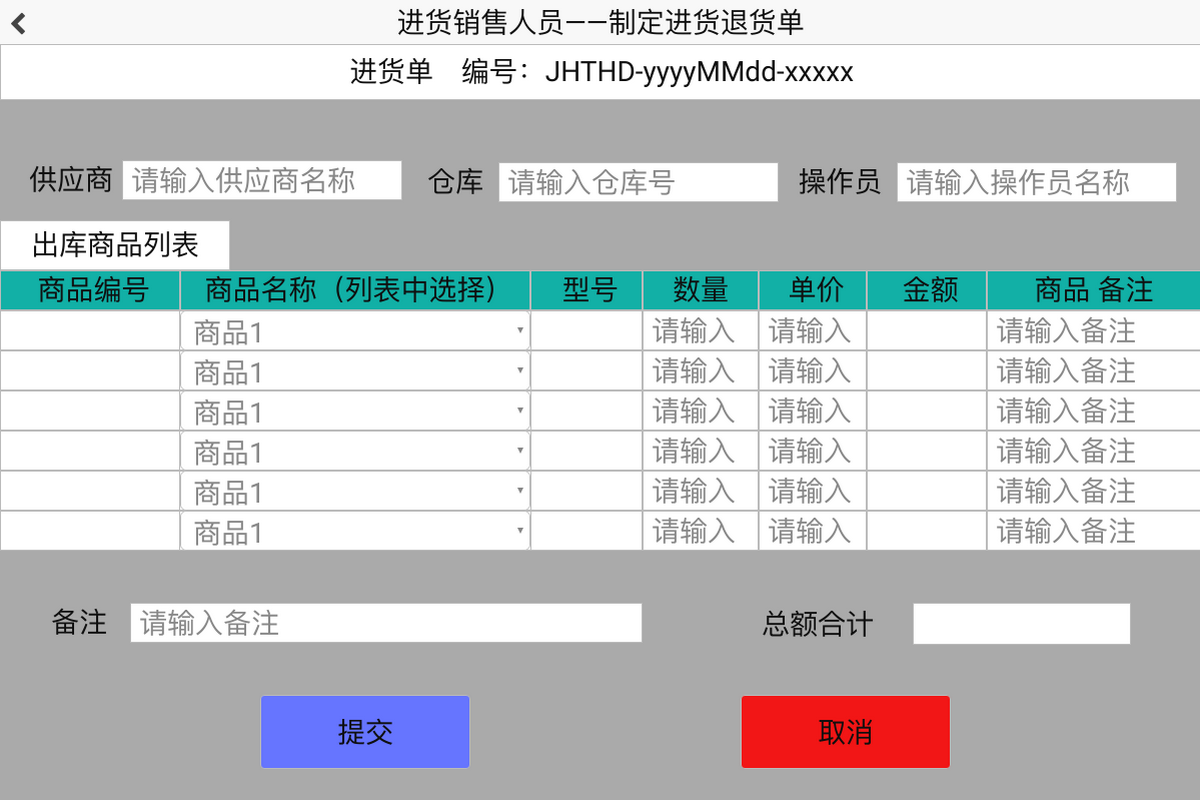 进货销售人员——制定进货退货单
进货单 编号：JHTHD-yyyyMMdd-xxxxx
供应商 请输入供应商名称 仓库 请输入仓库号 操作员 请输入操作员名称
出库商品列表
商品编号 商品名称（列表中选择） 型号 数量 单价 金额 商品 备注
商品1 请输入 请输入 请输入备注
商品1 请输入 请输入 请输入备注
商品1 请输入 请输入 请输入备注
商品1 请输入 请输入 请输入备注
商品1 请输入 请输入 请输入备注
商品1 请输入 请输入 请输入备注
备注 请输入备注 总额合计
提交 取消